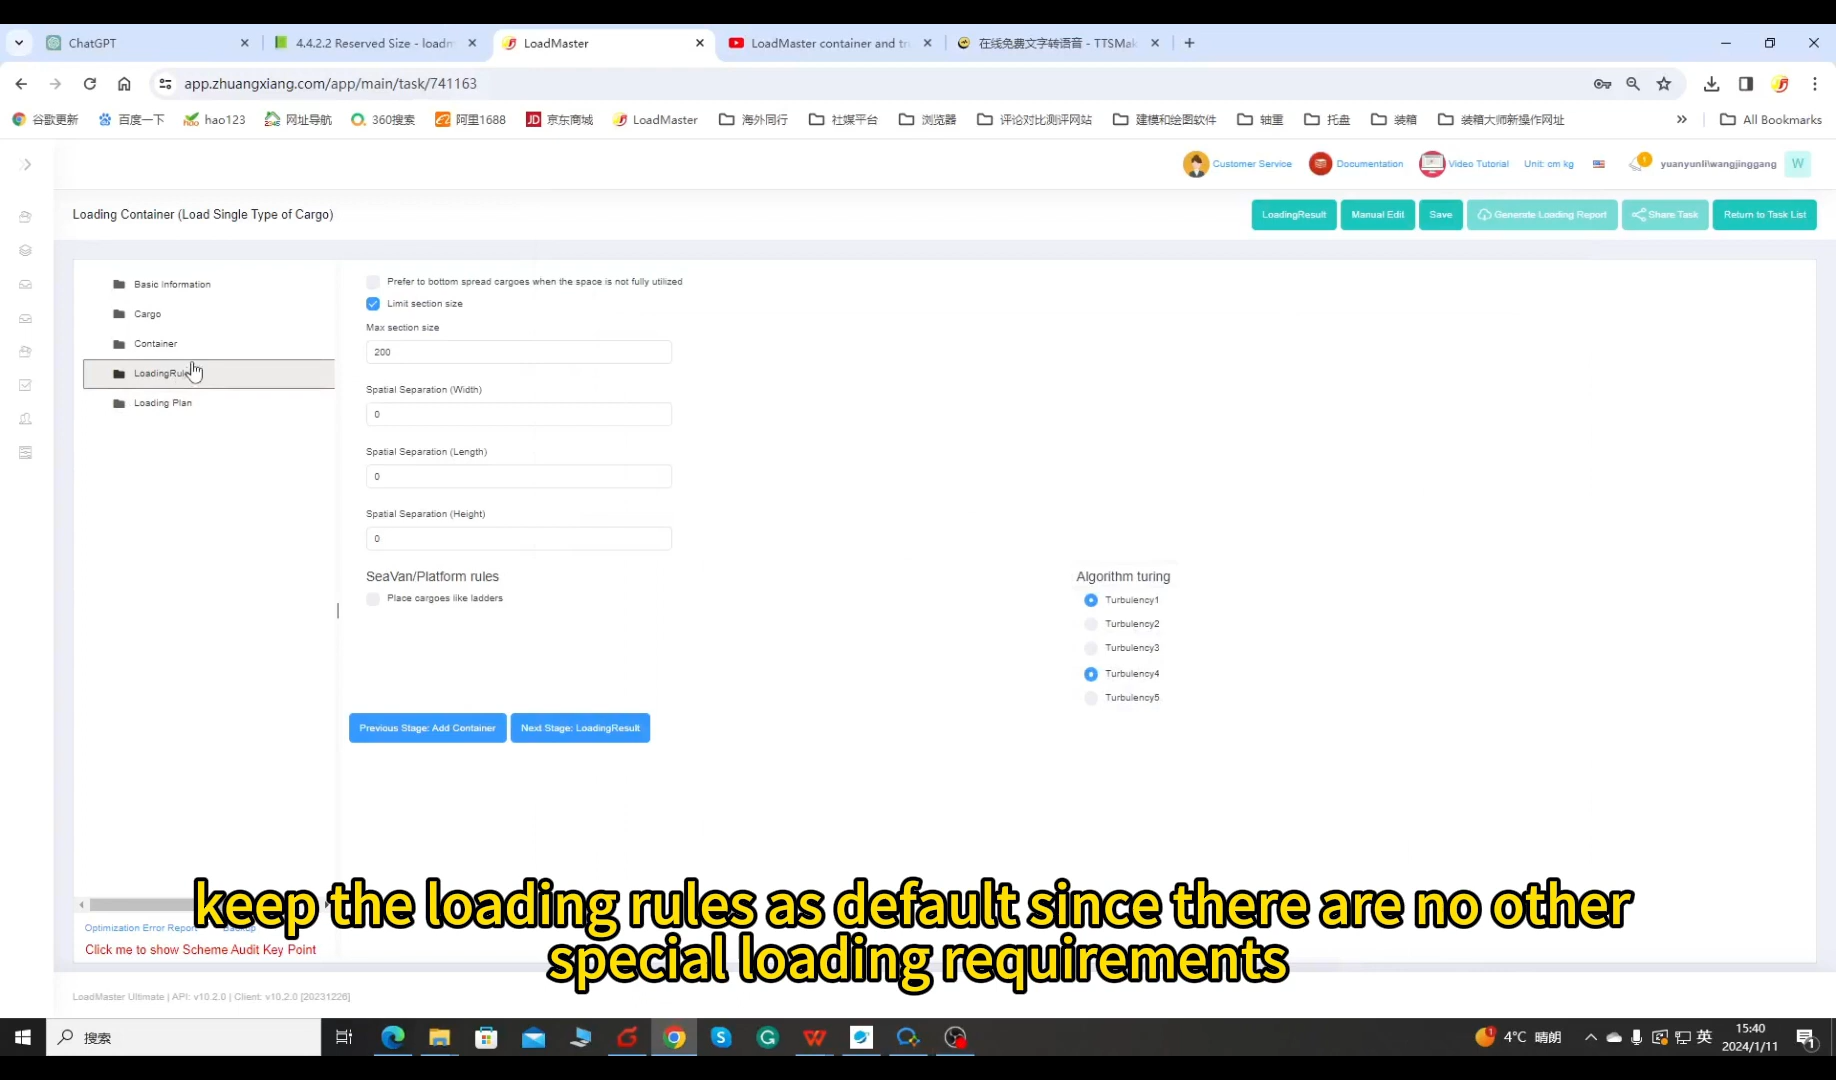 ChatGPT
4.4.2.2 Reserved Size - loadm
LoadMaster
LoadMaster container and tr
在线免费文字转语音 - TTSMak
app.zhuangxiang.com/app/main/task/741163
谷歌更新
百度一下
hao123
网址导航
360搜索
阿里1688
京东商城
LoadMaster
海外同行
社媒平台
浏览器
评论对比测评网站
建模和绘图软件
轴重
托盘
装箱
装箱大师新操作网址
All Bookmarks
Customer Service
Documentation
Video Tutorial
Unit: cm kg
1
yuanyunli\wangjinggang
W
Loading Container (Load Single Type of Cargo)
LoadingResult
Manual Edit
Save
Generate Loading Report
Share Task
Return to Task List
Basic Information
Cargo
Container
LoadingRule
Loading Plan
Prefer to bottom spread cargoes when the space is not fully utilized
Limit section size
Max section size
200
Spatial Separation (Width)
0
Spatial Separation (Length)
0
Spatial Separation (Height)
0
SeaVan/Platform rules
Place cargoes like ladders
Algorithm turing
Turbulency1
Turbulency2
Turbulency3
Turbulency4
Turbulency5
Previous Stage: Add Container
Next Stage: LoadingResult
keep the loading rules as default since there are no other
special loading requirements
Optimization Error Report
Click me to show Scheme Audit Key Point
LoadMaster Ultimate | API: v10.2.0 | Client: v10.2.0 [20231226]
搜索
4°C 晴朗
英
15:40
2024/1/11
1